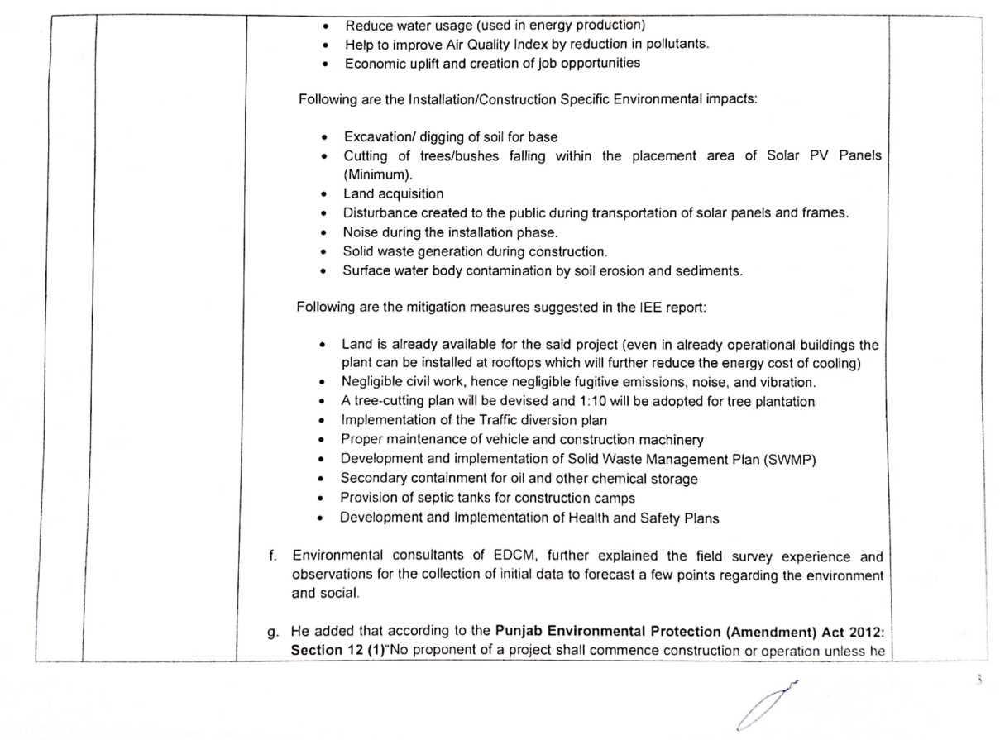 • Reduce water usage (used in energy production)
• Help to improve Air Quality Index by reduction in pollutants.
• Economic uplift and creation of job opportunities
Following are the Installation/Construction Specific Environmental impacts:
• Excavation/ digging of soil for base
• Cutting of trees/bushes falling within the placement area of Solar PV Panels
(Minimum).
• Land acquisition
• Disturbance created to the public during transportation of solar panels and frames.
• Noise during the installation phase.
• Solid waste generation during construction.
• Surface water body contamination by soil erosion and sediments.
Following are the mitigation measures suggested in the IEE report:
• Land is already available for the said project (even in already operational buildings the
plant can be installed at rooftops which will further reduce the energy cost of cooling)
• Negligible civil work, hence negligible fugitive emissions, noise, and vibration.
• A tree-cutting plan will be devised and 1:10 will be adopted for tree plantation
• Implementation of the Traffic diversion plan
• Proper maintenance of vehicle and construction machinery
• Development and implementation of Solid Waste Management Plan (SWMP)
• Secondary containment for oil and other chemical storage
• Provision of septic tanks for construction camps
• Development and Implementation of Health and Safety Plans
f. Environmental consultants of EDCM, further explained the field survey experience and
observations for the collection of initial data to forecast a few points regarding the environment
and social.
g. He added that according to the Punjab Environmental Protection (Amendment) Act 2012:
Section 12 (1)"No proponent of a project shall commence construction or operation unless he
3